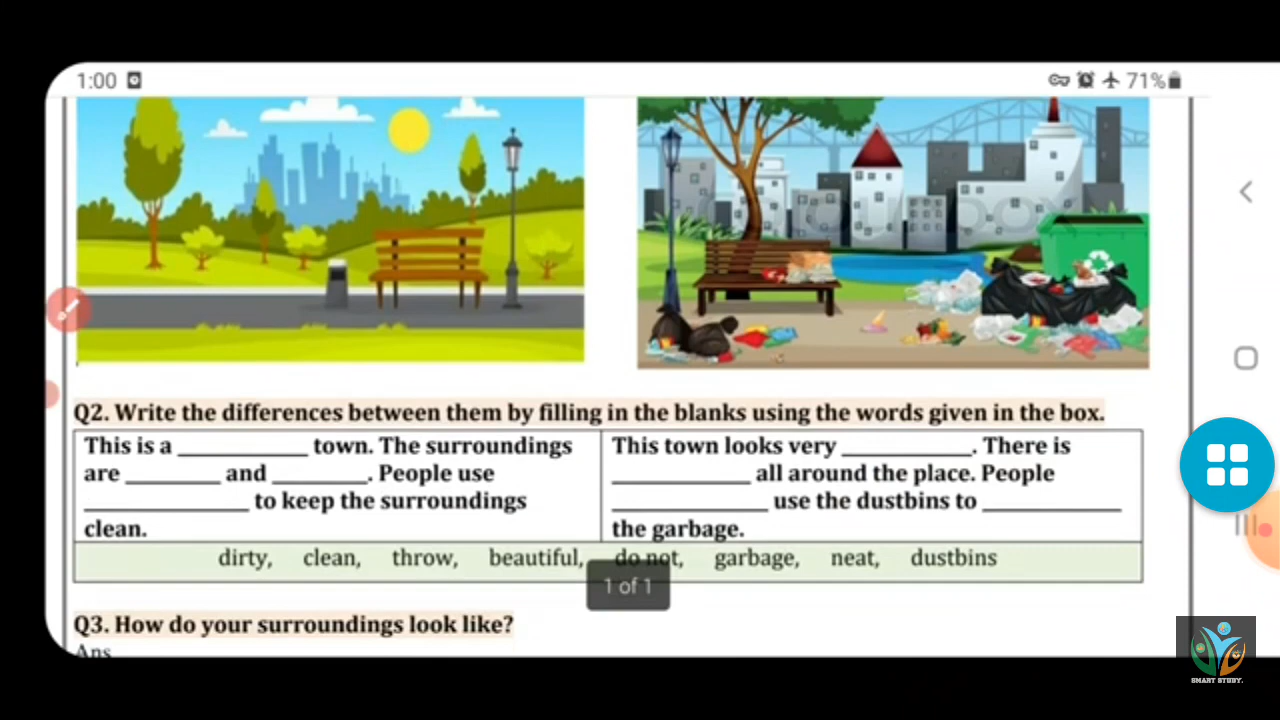 1:00 71%
Q2. Write the differences between them by filling in the blanks using the words given in the box.
This is a ____________ town. The surroundings
are _________ and _________. People use
_______________ to keep the surroundings
clean.
This town looks very ____________. There is
_____________ all around the place. People
______________ use the dustbins to _____________
the garbage.
dirty, clean, throw, beautiful, do not, garbage, neat, dustbins
1 of 1
Q3. How do your surroundings look like?
Ans
SMART STUDY.